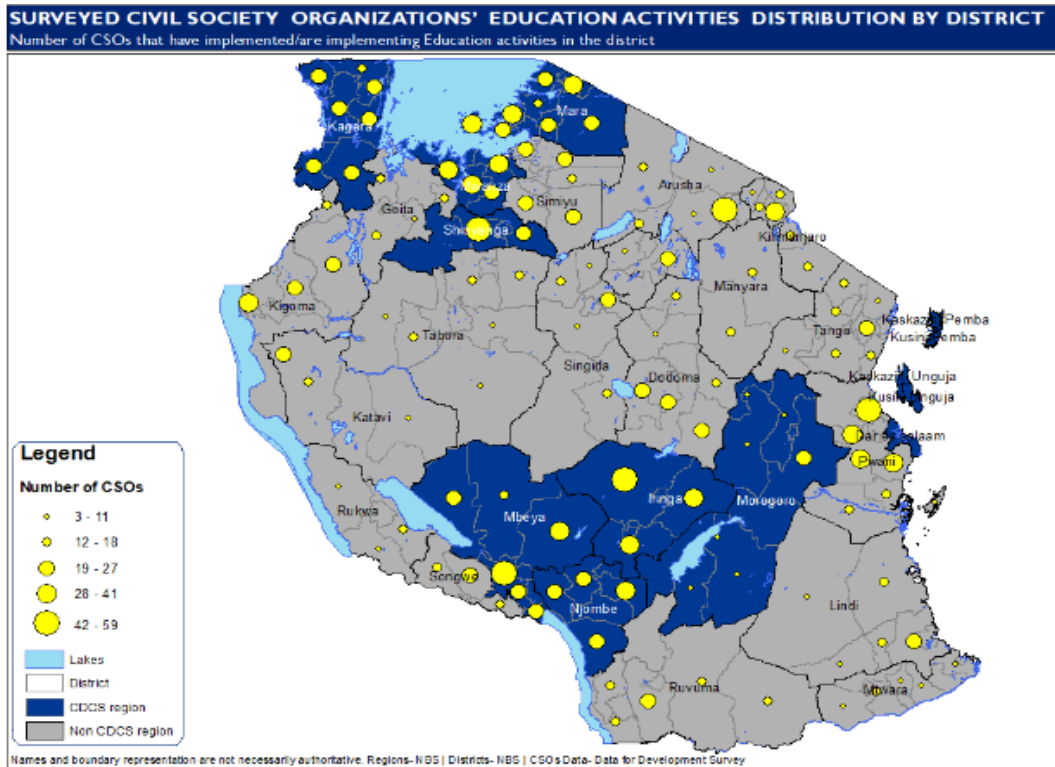 SURVEYED CIVIL SOCIETY ORGANIZATIONS' EDUCATION ACTIVITIES DISTRIBUTION BY DISTRICT
Number of CSOs that have implemented/are implementing Education activities in the district
Mara
Kagera
Arusha
Mwanza
Simiyu
Geita
Shinyanga
Kilimanjaro
Manyara
Kigoma
Kaskazini Pemba
Tanga
Kusini Pemba
Tabora
Singida
Dodoma
Kaskazini Unguja
Kusini Unguja
Katavi
Dar es Salaam
Pwani
Iringa
Morogoro
Mbeya
Rukwa
Songwe
Njombe
Lindi
Ruvuma
Mtwara
Legend
Number of CSOs
3 - 11
12 - 18
19 - 27
28 - 41
42 - 59
Lakes
District
CDCS region
Non CDCS region
Names and boundary representation are not necessarily authoritative. Regions- NBS | Districts- NBS | CSOs Data- Data for Development Survey